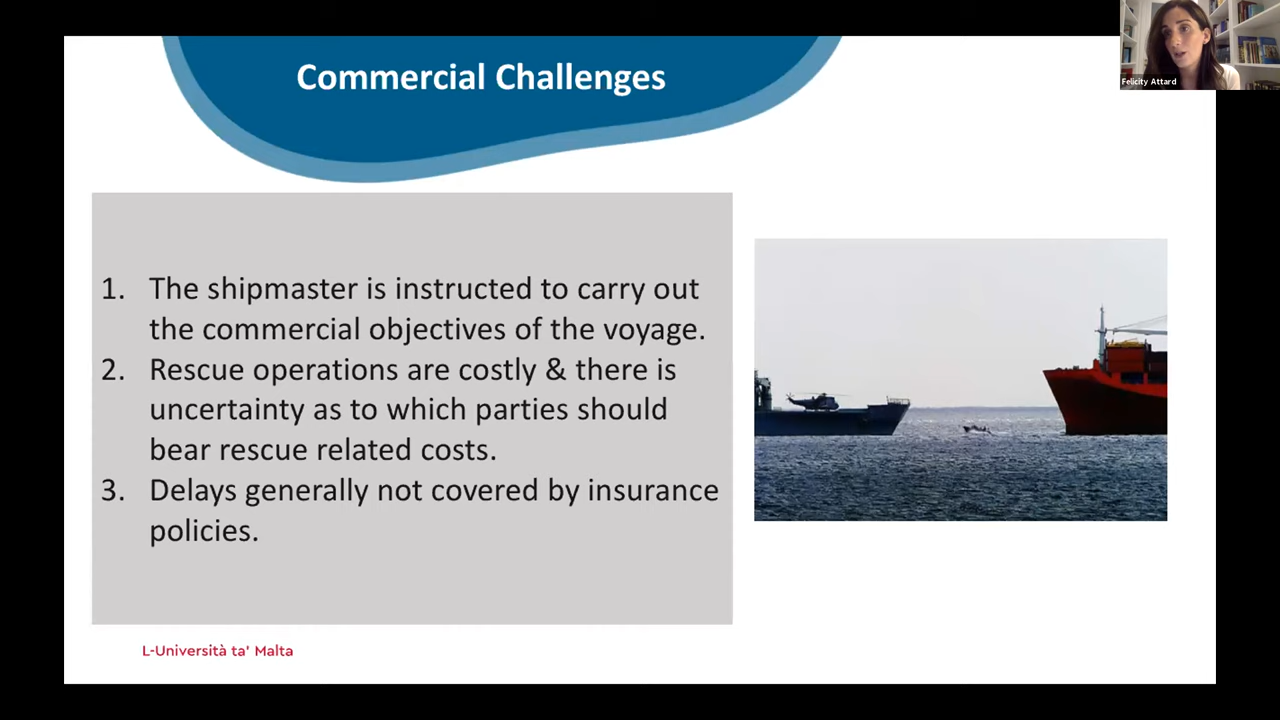 Commercial Challenges
Felicity Attard
1. The shipmaster is instructed to carry out
the commercial objectives of the voyage.
2. Rescue operations are costly & there is
uncertainty as to which parties should
bear rescue related costs.
3. Delays generally not covered by insurance
policies.
L-Università ta' Malta